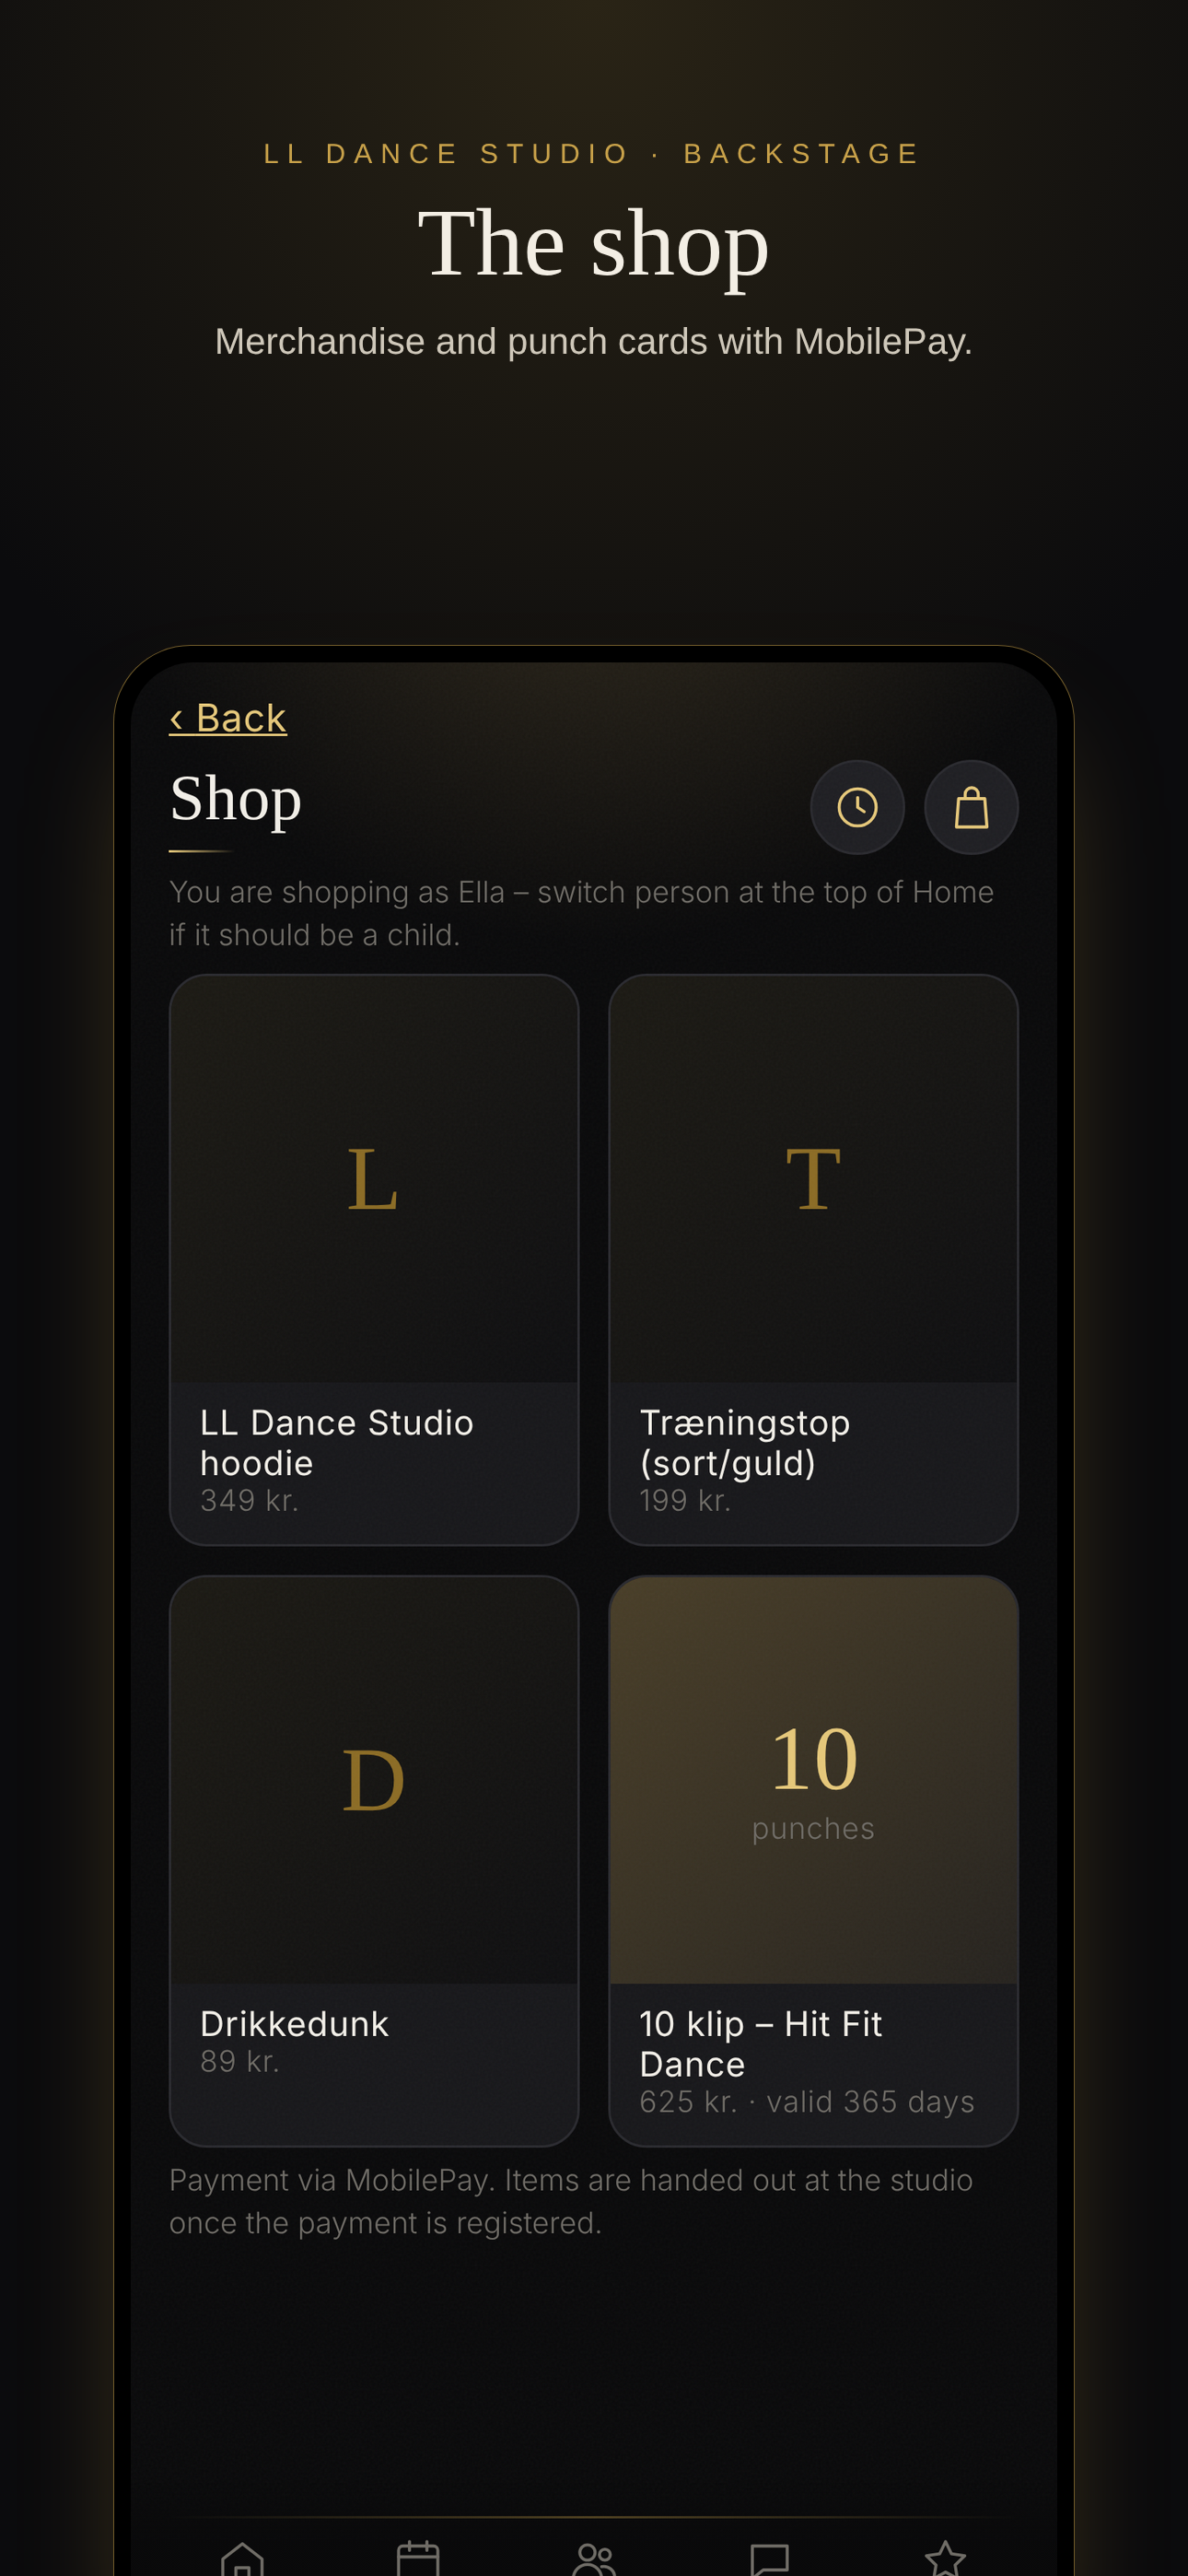 LL DANCE STUDIO · BACKSTAGE
The shop
Merchandise and punch cards with MobilePay.
‹ Back
Shop
You are shopping as Ella – switch person at the top of Home
if it should be a child.
L
T
LL Dance Studio
hoodie
349 kr.
Træningstop
(sort/guld)
199 kr.
D
10
punches
Drikkedunk
89 kr.
10 klip – Hit Fit
Dance
625 kr. · valid 365 days
Payment via MobilePay. Items are handed out at the studio
once the payment is registered.